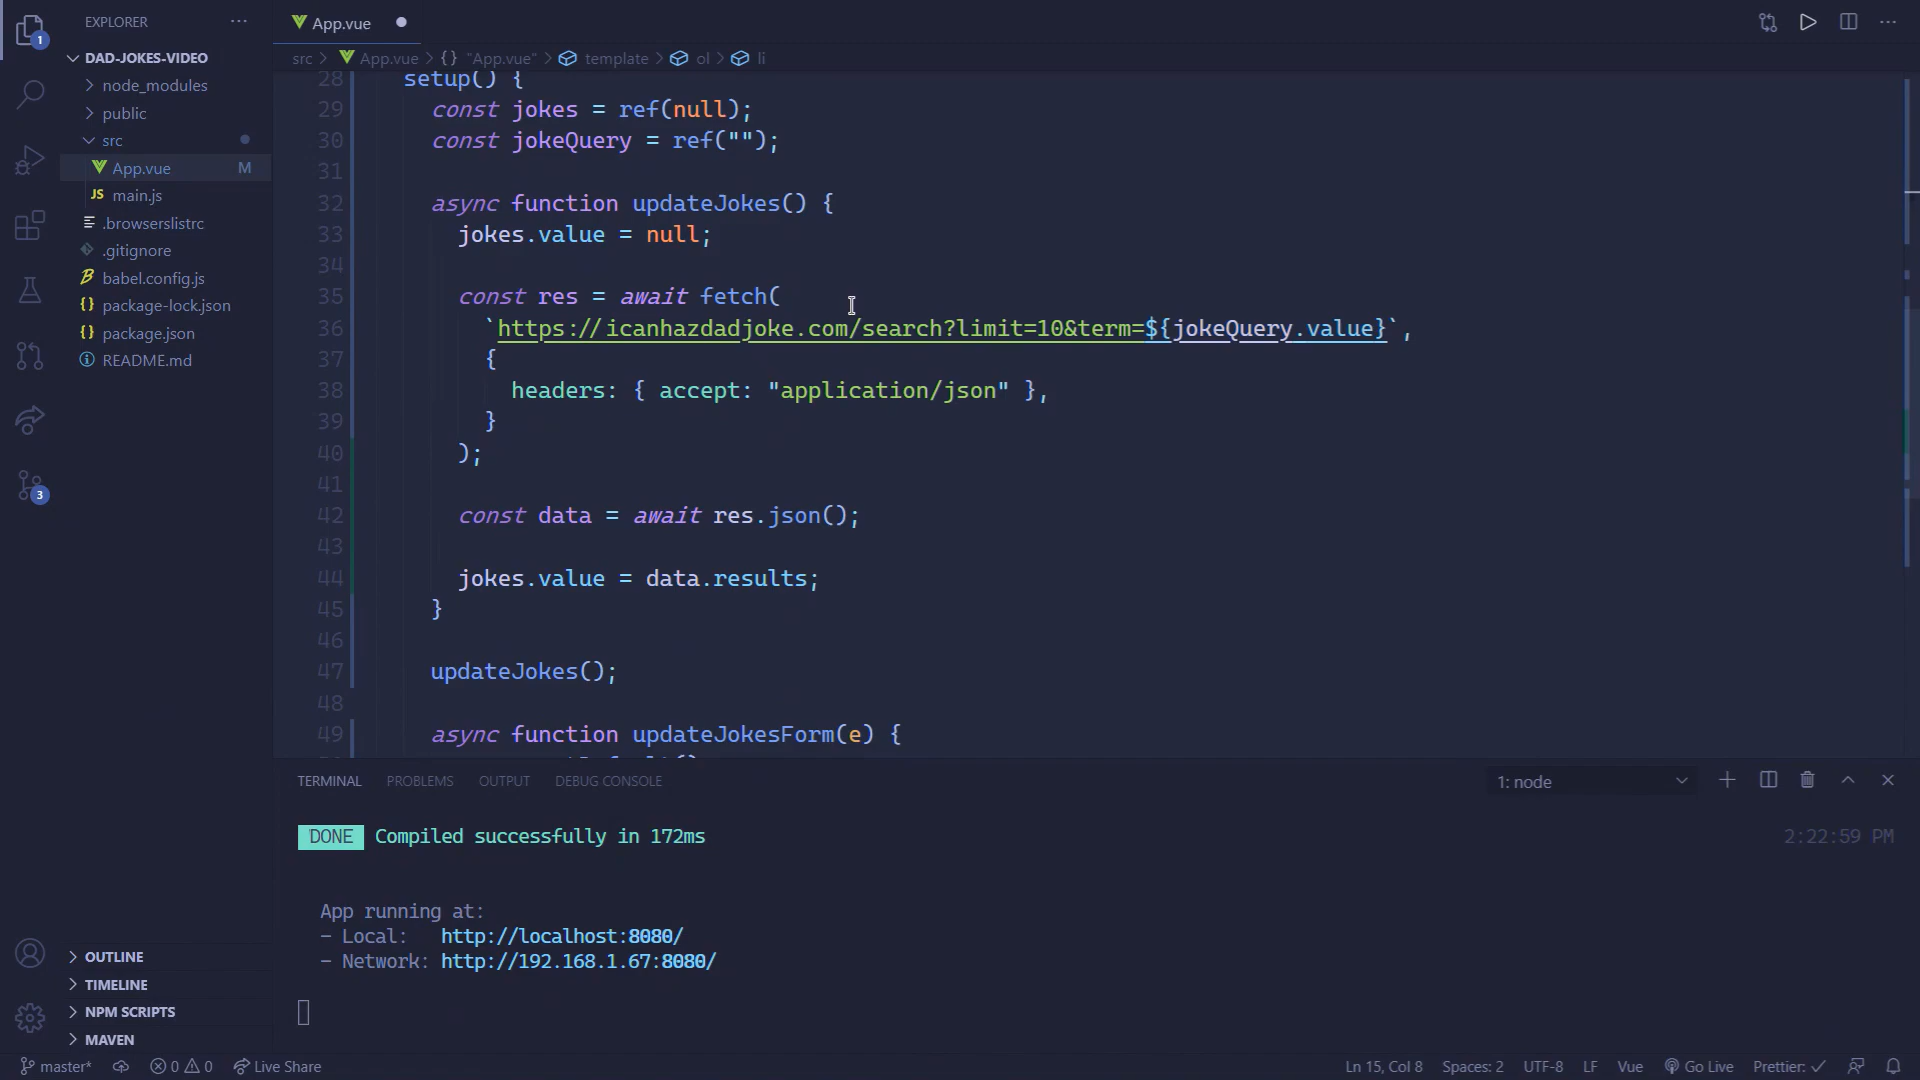 EXPLORER
DAD-JOKES-VIDEO
node_modules
public
src
App.vue M
JS main.js
.browserslistrc
.gitignore
babel.config.js
package-lock.json
package.json
README.md
OUTLINE
TIMELINE
NPM SCRIPTS
MAVEN
1
3
App.vue
src > App.vue > {} "App.vue" > template > ol > li
28 setup() {
29 const jokes = ref(null);
30 const jokeQuery = ref("");
31
32 async function updateJokes() {
33 jokes.value = null;
34
35 const res = await fetch(
36 `https://icanhazdadjoke.com/search?limit=10&term=${jokeQuery.value}`,
37 {
38 headers: { accept: "application/json" },
39 }
40 );
41
42 const data = await res.json();
43
44 jokes.value = data.results;
45 }
46
47 updateJokes();
48
49 async function updateJokesForm(e) {
TERMINAL PROBLEMS OUTPUT DEBUG CONSOLE 1: node
DONE Compiled successfully in 172ms 2:22:59 PM
App running at:
- Local: http://localhost:8080/
- Network: http://192.168.1.67:8080/
master* 0 0 Live Share Ln 15, Col 8 Spaces: 2 UTF-8 LF Vue Go Live Prettier: ✓